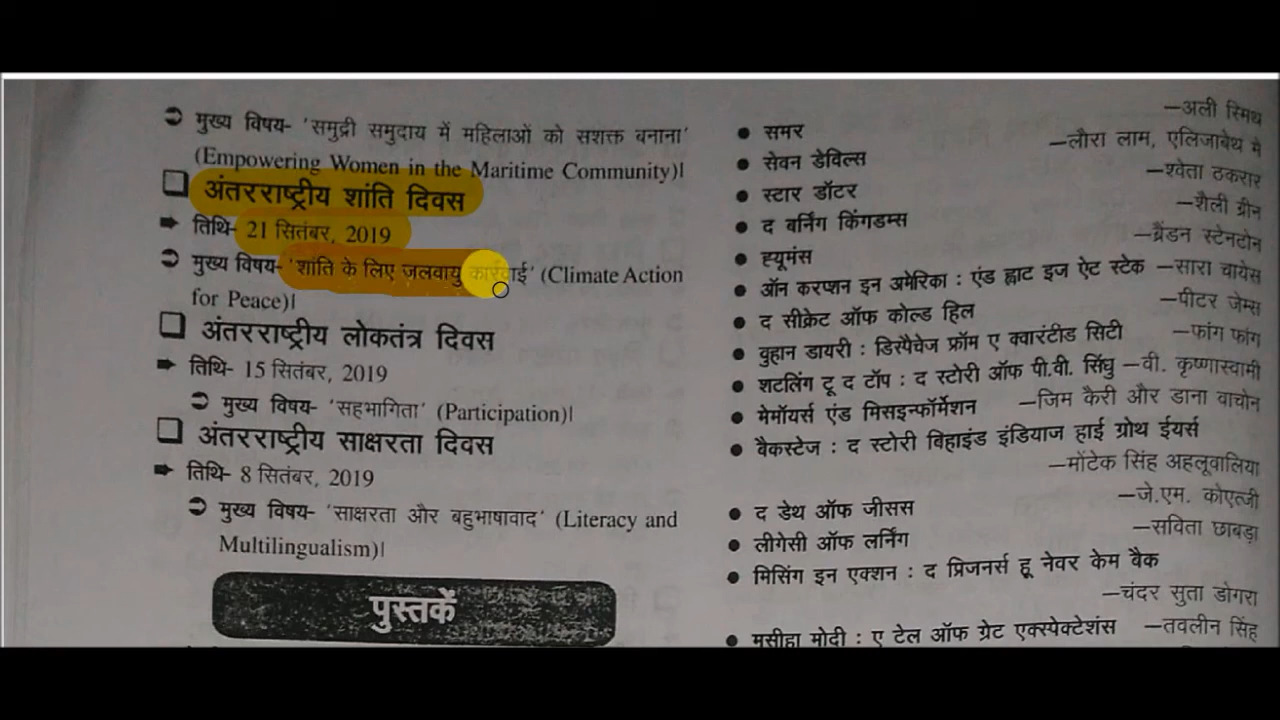 ➲ मुख्य विषय- 'समुद्री समुदाय में महिलाओं को सशक्त बनाना'
(Empowering Women in the Maritime Community)।
❑ अंतरराष्ट्रीय शांति दिवस
➡ तिथि- 21 सितंबर, 2019
➲ मुख्य विषय- 'शांति के लिए जलवायु कार्रवाई' (Climate Action
for Peace)।
❑ अंतरराष्ट्रीय लोकतंत्र दिवस
➡ तिथि- 15 सितंबर, 2019
➲ मुख्य विषय- 'सहभागिता' (Participation)।
❑ अंतरराष्ट्रीय साक्षरता दिवस
➡ तिथि- 8 सितंबर, 2019
➲ मुख्य विषय- 'साक्षरता और बहुभाषावाद' (Literacy and
Multilingualism)।
पुस्तकें
—अली स्मिथ
● समर
—लौरा लाम, एलिजाबेथ मे
● सेवन डेविल्स
—श्वेता ठकरार
● स्टार डॉटर
—शैली ग्रीन
● द बर्निंग किंगडम्स
—ब्रैंडन स्टेनटोन
● ह्यूमंस
● ऑन करप्शन इन अमेरिका : एंड ह्वाट इज ऐट स्टेक —सारा चायेस
● द सीक्रेट ऑफ कोल्ड हिल —पीटर जेम्स
● वुहान डायरी : डिस्पैचेज फ्रॉम ए क्वारंटीड सिटी —फांग फांग
● शटलिंग टू द टॉप : द स्टोरी ऑफ पी.वी. सिंधु —वी. कृष्णास्वामी
● मेमॉयर्स एंड मिसइन्फॉर्मेशन —जिम कैरी और डाना वाचोन
● बैकस्टेज : द स्टोरी बिहाइंड इंडियाज हाई ग्रोथ ईयर्स
—मोंटेक सिंह अहलूवालिया
● द डेथ ऑफ जीसस —जे.एम. कोएत्जी
● लीगेसी ऑफ लर्निंग —सविता छाबड़ा
● मिसिंग इन एक्शन : द प्रिजनर्स हू नेवर केम बैक
—चंदर सुता डोगरा
● मसीहा मोदी : ए टेल ऑफ ग्रेट एक्स्पेक्टेशंस —तवलीन सिंह